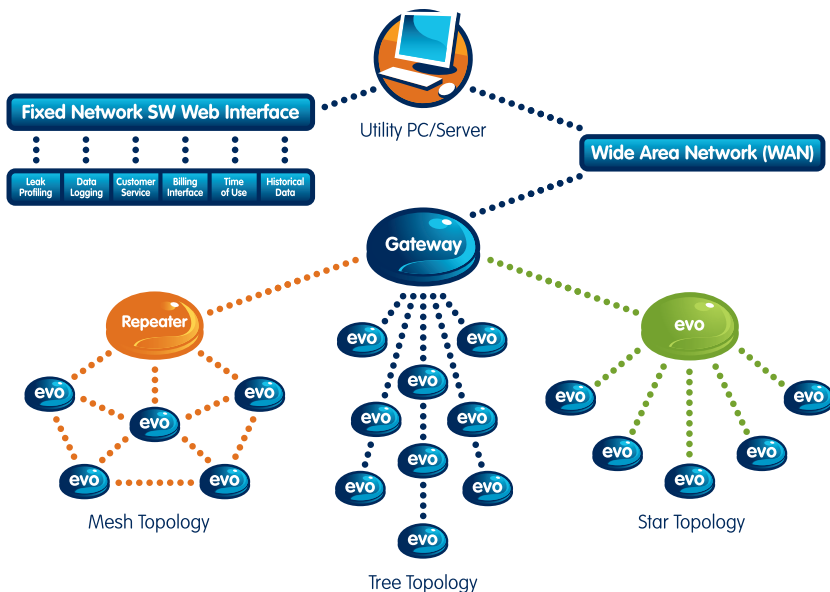 Utility PC/Server
Fixed Network SW Web Interface
Leak
Profiling
Data
Logging
Customer
Service
Billing
Interface
Time
of Use
Historical
Data
Wide Area Network (WAN)
Gateway
Repeater
evo
evo
evo
evo
evo
Mesh Topology
evo
evo
evo
evo
evo
evo
evo
evo
evo
Tree Topology
evo
evo
evo
evo
evo
evo
Star Topology